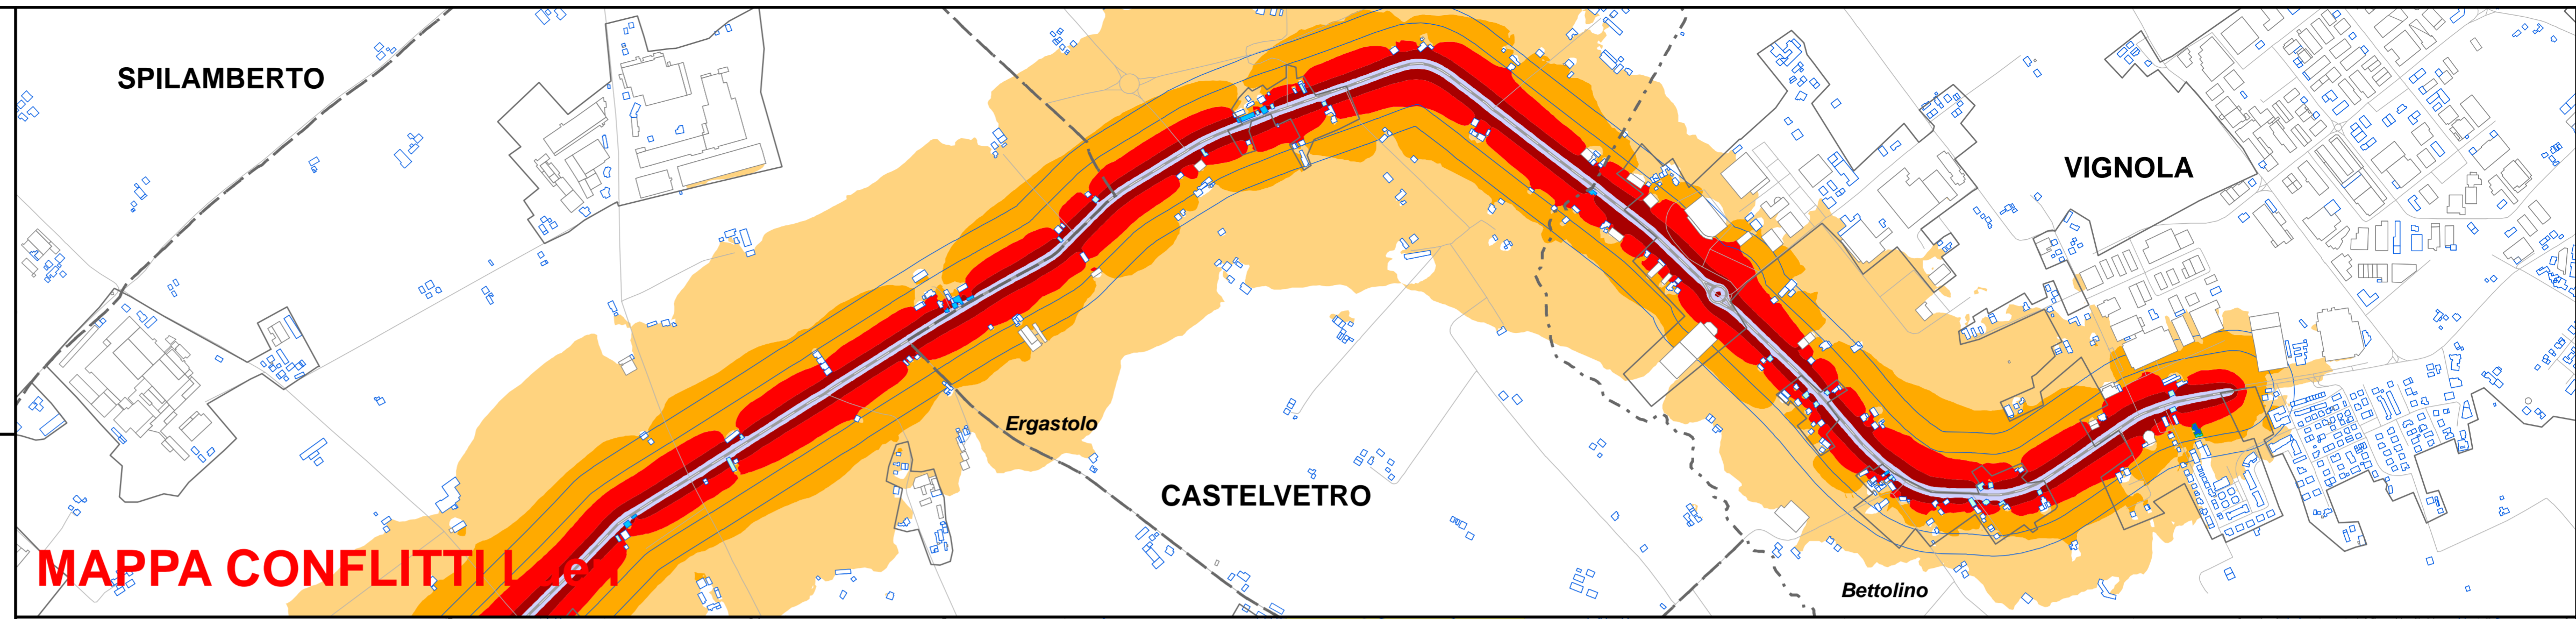 SPILAMBERTO
VIGNOLA
Ergastolo
CASTELVETRO
MAPPA CONFLITTI
Bettolino